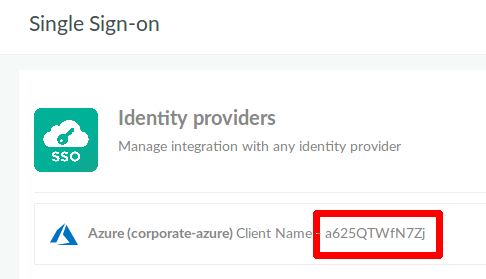 Single Sign-on
Identity providers
Manage integration with any identity provider
SSO
Azure (corporate-azure) Client Name - a625QTWfN7Zj